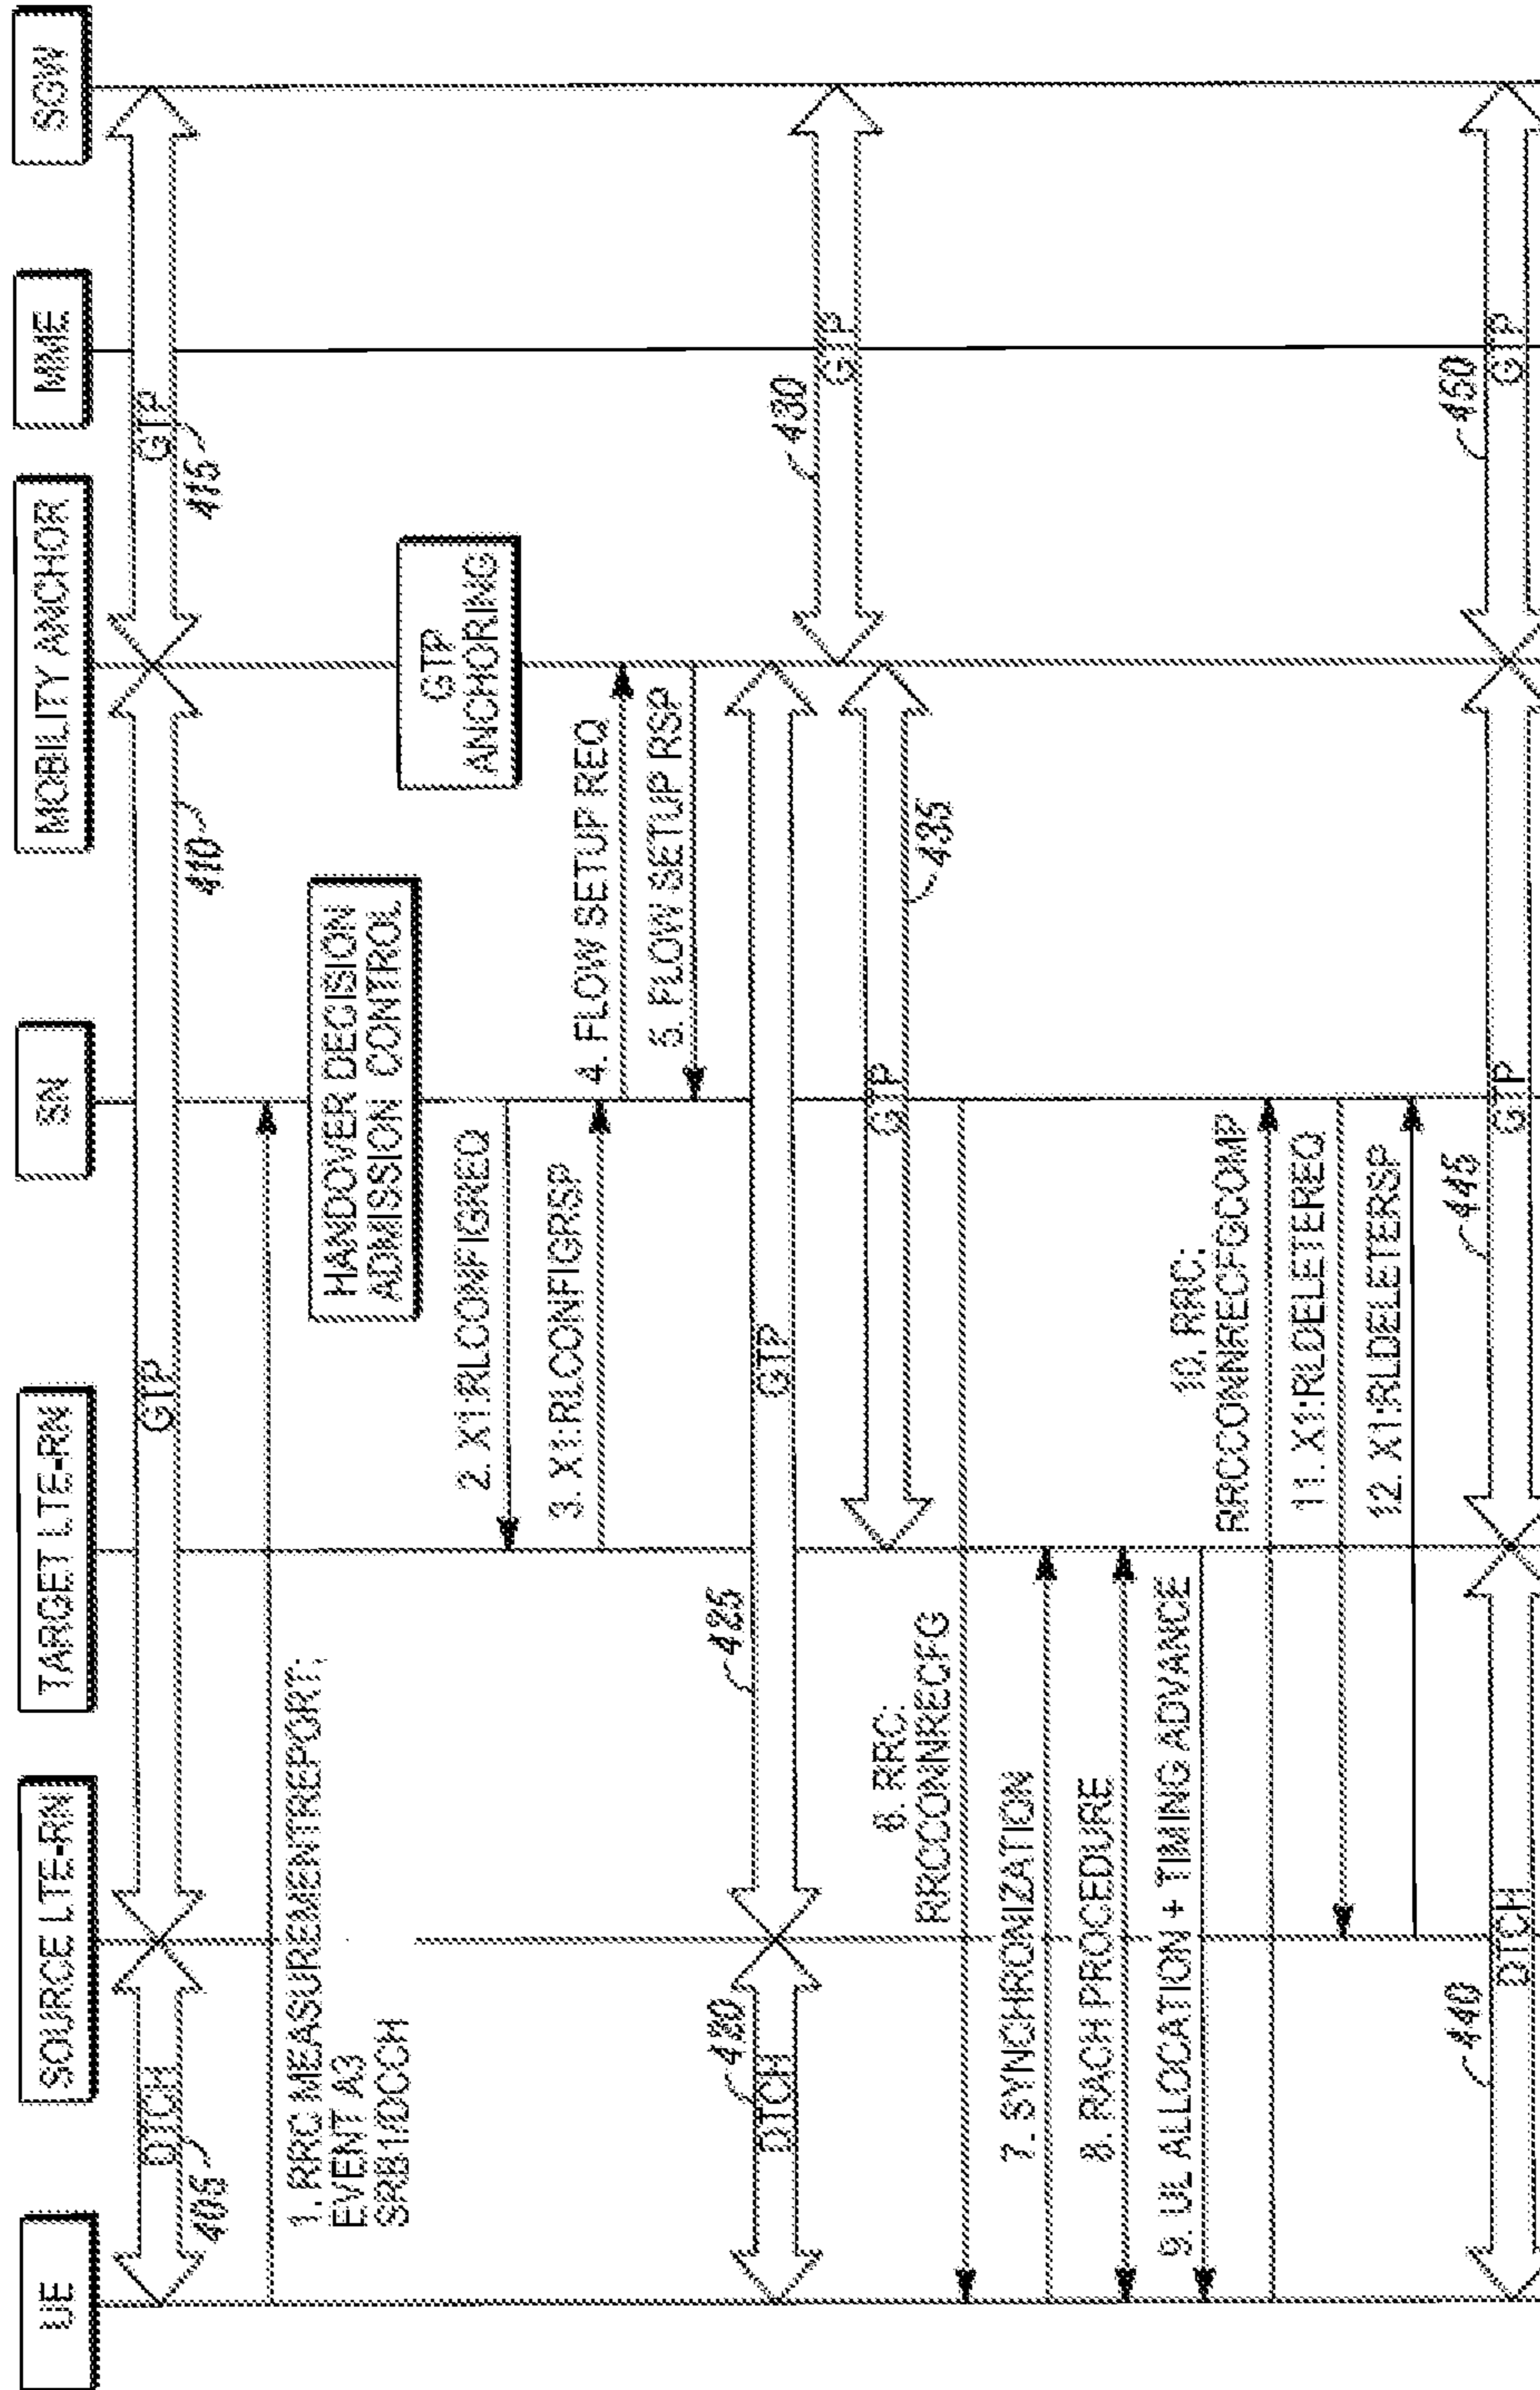 UE
SOURCE LTE-RN
TARGET LTE-RN
SN
MOBILITY ANCHOR
MME
SGW
DTCH
405
GTP
410
GTP
415
1. RRC MEASUREMENTREPORT:
EVENT A3
SRB1/DCCH
HANDOVER DECISION
ADMISSION CONTROL
GTP
ANCHORING
2. X1:RLCONFIGREQ
3. X1:RLCONFIGRSP
4. FLOW SETUP REQ
5. FLOW SETUP RSP
420
DTCH
425
GTP
430
GTP
GTP
435
6. RRC:
RRCCONNRECFG
7. SYNCHRONIZATION
8. RACH PROCEDURE
9. UL ALLOCATION + TIMING ADVANCE
10. RRC:
RRCCONNRECFGCOMP
11. X1:RLDELETEREQ
12. X1:RLDELETERSP
440
DTCH
445
GTP
450
GTP